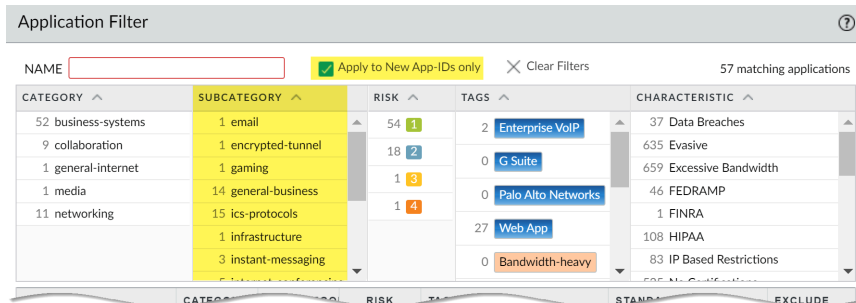 Application Filter
NAME
Apply to New App-IDs only
Clear Filters
57 matching applications
CATEGORY
52 business-systems
9 collaboration
1 general-internet
1 media
11 networking
SUBCATEGORY
1 email
1 encrypted-tunnel
1 gaming
14 general-business
15 ics-protocols
1 infrastructure
3 instant-messaging
RISK
54 1
18 2
1 3
1 4
TAGS
2 Enterprise VoIP
0 G Suite
0 Palo Alto Networks
27 Web App
0 Bandwidth-heavy
CHARACTERISTIC
37 Data Breaches
635 Evasive
659 Excessive Bandwidth
46 FEDRAMP
1 FINRA
108 HIPAA
83 IP Based Restrictions
RISK
EXCLUDE